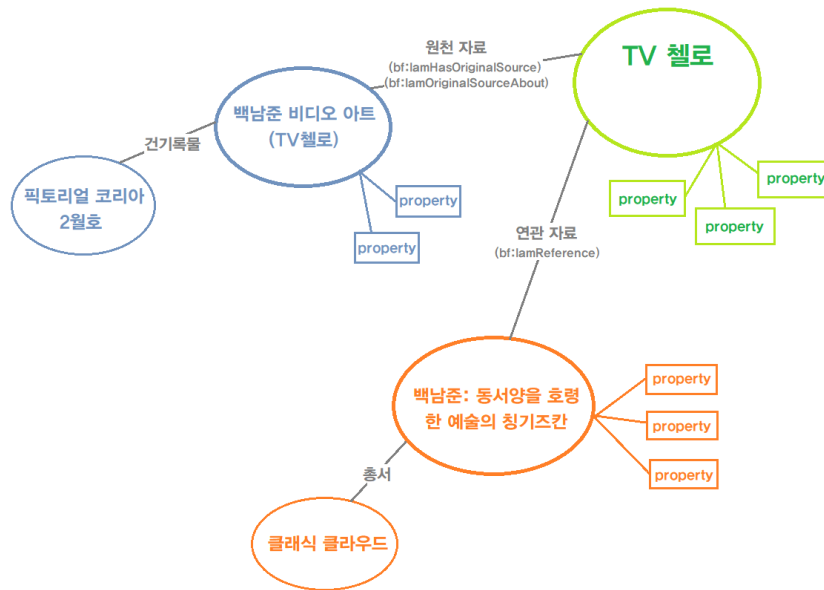 원천 자료
(bf:lamHasOriginalSource)
(bf:lamOriginalSourceAbout)
TV 첼로
백남준 비디오 아트
(TV첼로)
건기록물
픽토리얼 코리아
2월호
property
property
property
property
property
연관 자료
(bf:lamReference)
백남준: 동서양을 호령
한 예술의 칭기즈칸
property
property
property
총서
클래식 클라우드